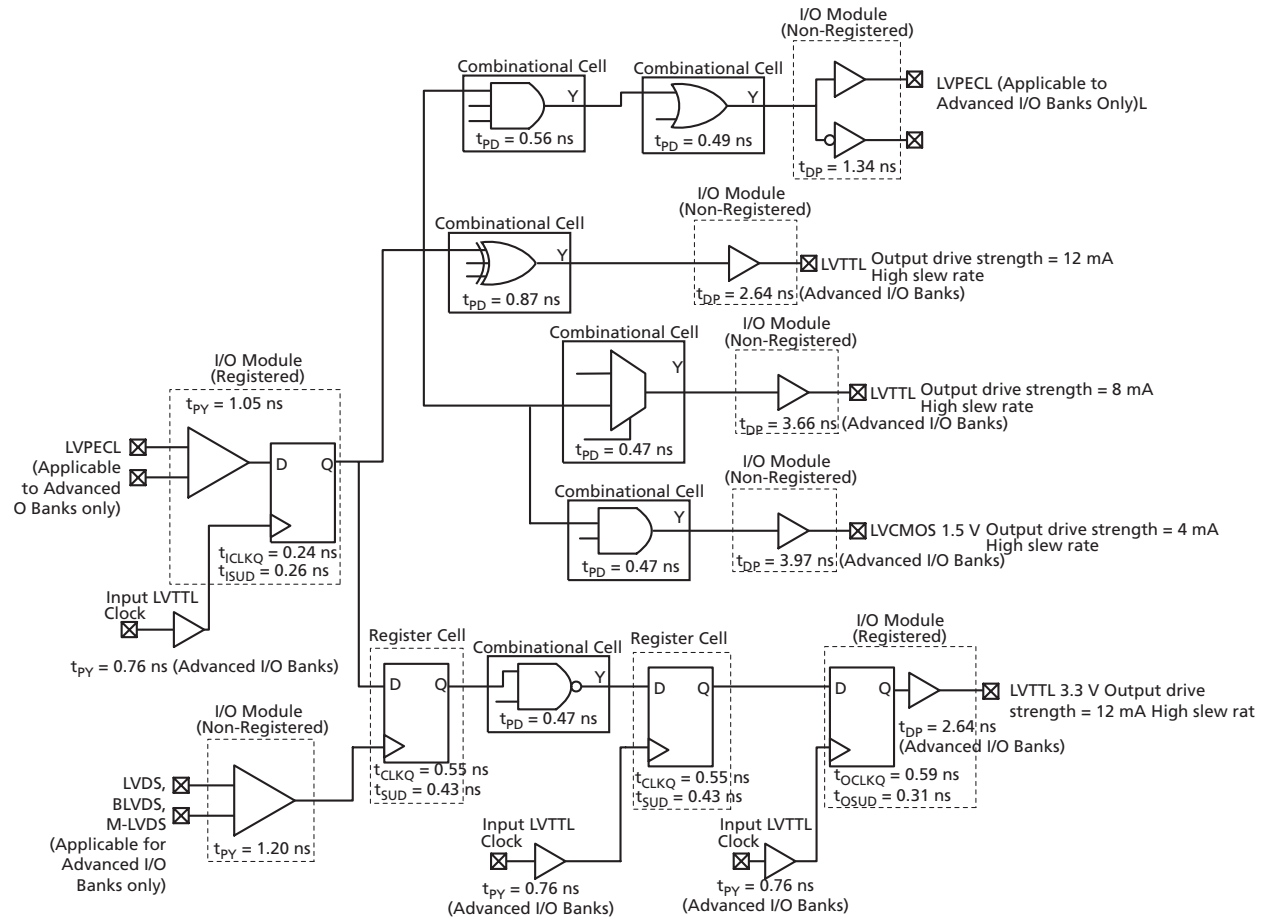 I/O Module
(Non-Registered)
Combinational Cell
Y
tPD = 0.56 ns
Combinational Cell
Y
tPD = 0.49 ns
tDP = 1.34 ns
LVPECL (Applicable to
Advanced I/O Banks Only)L
I/O Module
(Non-Registered)
Combinational Cell
Y
tPD = 0.87 ns
tDP = 2.64 ns
(Advanced I/O Banks)
LVTTL
Output drive strength = 12 mA
High slew rate
I/O Module
(Non-Registered)
Combinational Cell
Y
tPD = 0.47 ns
tDP = 3.66 ns
(Advanced I/O Banks)
LVTTL
Output drive strength = 8 mA
High slew rate
I/O Module
(Non-Registered)
Combinational Cell
Y
tPD = 0.47 ns
tDP = 3.97 ns
(Advanced I/O Banks)
LVCMOS 1.5 V
Output drive strength = 4 mA
High slew rate
I/O Module
(Registered)
tPY = 1.05 ns
LVPECL
(Applicable
to Advanced
O Banks only)
D
Q
tICLKQ = 0.24 ns
tISUD = 0.26 ns
Input LVTTL
Clock
tPY = 0.76 ns (Advanced I/O Banks)
Register Cell
D
Q
tCLKQ = 0.55 ns
tSUD = 0.43 ns
Combinational Cell
Y
tPD = 0.47 ns
Register Cell
D
Q
tCLKQ = 0.55 ns
tSUD = 0.43 ns
I/O Module
(Registered)
D
Q
tDP = 2.64 ns
(Advanced I/O Banks)
tOCLKQ = 0.59 ns
tOSUD = 0.31 ns
LVTTL 3.3 V Output drive
strength = 12 mA High slew rat
I/O Module
(Non-Registered)
LVDS,
BLVDS,
M-LVDS
(Applicable for
Advanced I/O
Banks only)
tPY = 1.20 ns
Input LVTTL
Clock
tPY = 0.76 ns
(Advanced I/O Banks)
Input LVTTL
Clock
tPY = 0.76 ns
(Advanced I/O Banks)